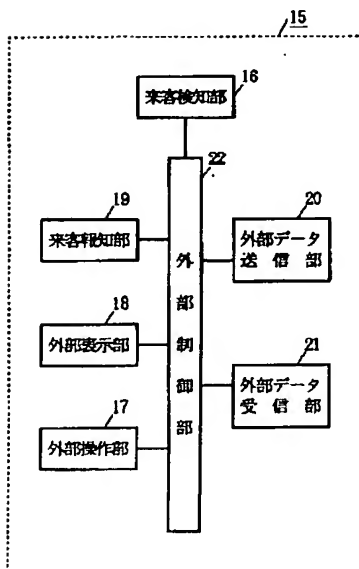 15
16
来客検知部
22
19
来客報知部
20
外部データ
送信部
外部制御部
18
外部表示部
21
外部データ
受信部
17
外部操作部